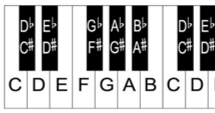 D♭ E♭ G♭ A♭ B♭ D♭ E♭
C# D# F# G# A# C# D#
C D E F G A B C D